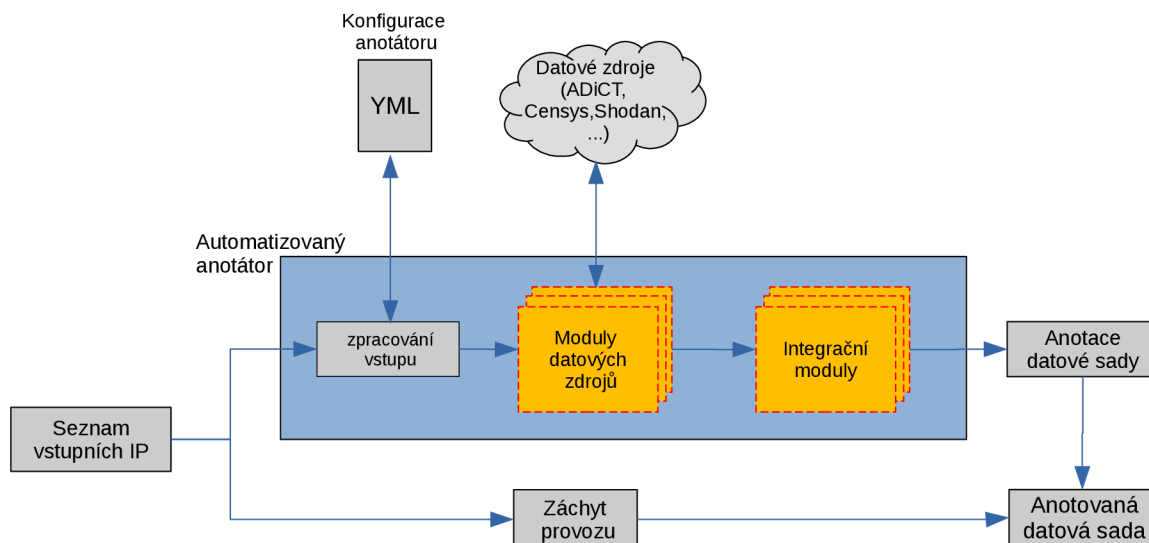 Konfigurace
anotátoru
YML
Datové zdroje
(ADiCT,
Censys,Shodan,
...)
Automatizovaný
anotátor
zpracování
vstupu
Moduly
datových
zdrojů
Integrační
moduly
Anotace
datové sady
Seznam
vstupních IP
Záchyt
provozu
Anotovaná
datová sada